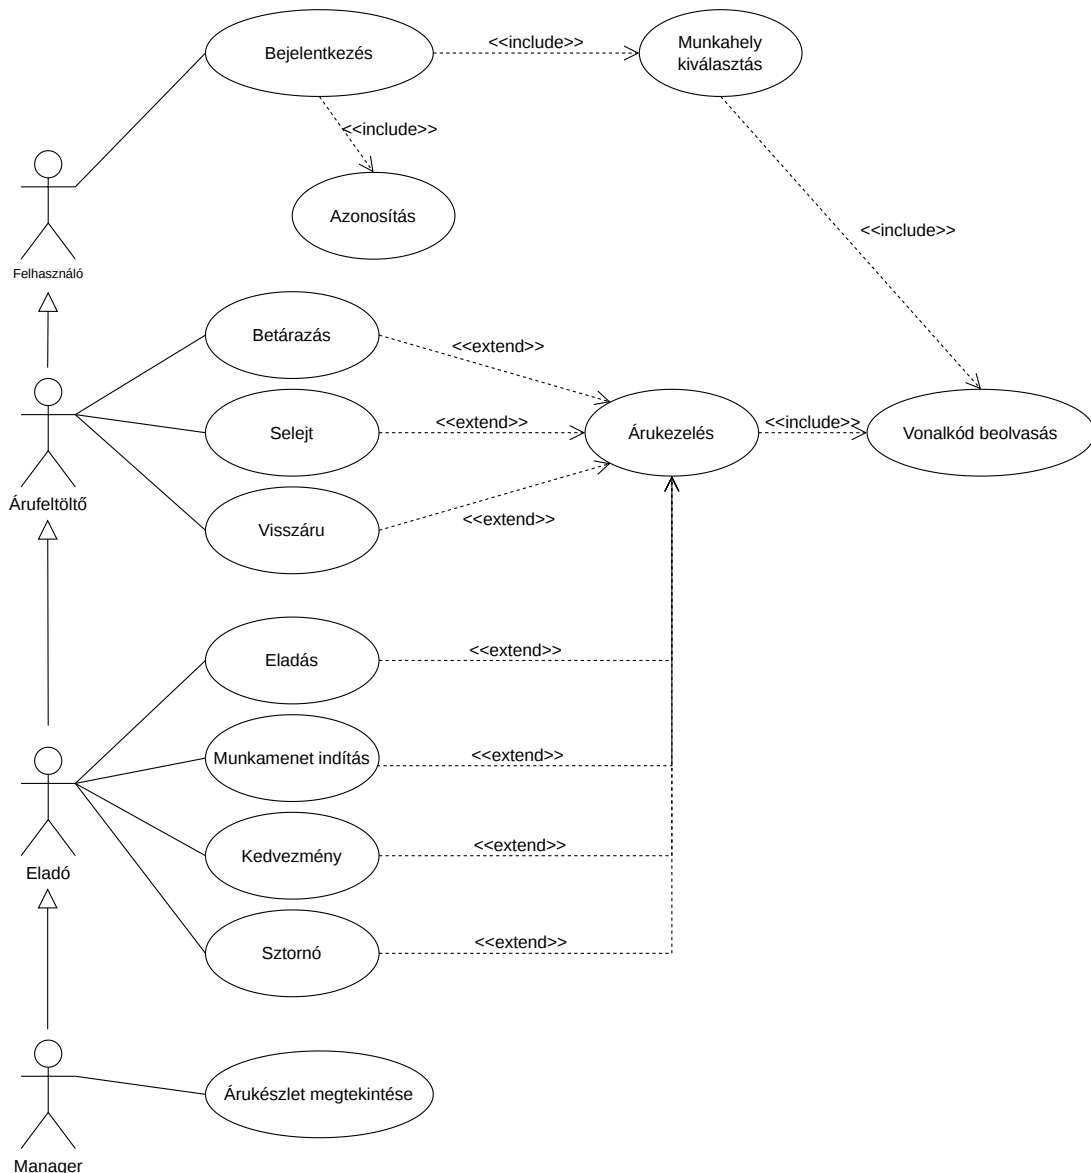 Bejelentkezés
<<include>>
Munkahely
kiválasztás
<<include>>
Azonosítás
<<include>>
Felhasználó
Betárazás
<<extend>>
Selejt
<<extend>>
Árukezelés
<<include>>
Vonalkód beolvasás
Árufeltöltő
Visszáru
<<extend>>
Eladás
<<extend>>
Munkamenet indítás
<<extend>>
Kedvezmény
<<extend>>
Eladó
Sztornó
<<extend>>
Árukészlet megtekintése
Manager